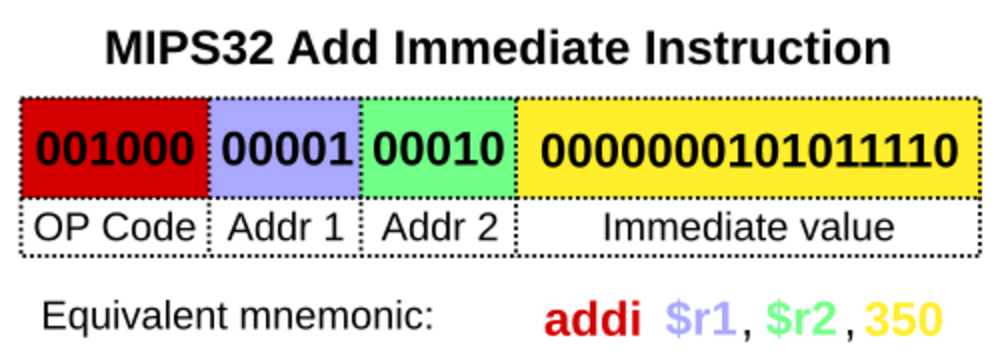 MIPS32 Add Immediate Instruction
001000 00001 00010 0000000101011110
OP Code Addr 1 Addr 2 Immediate value
Equivalent mnemonic: addi $r1, $r2, 350